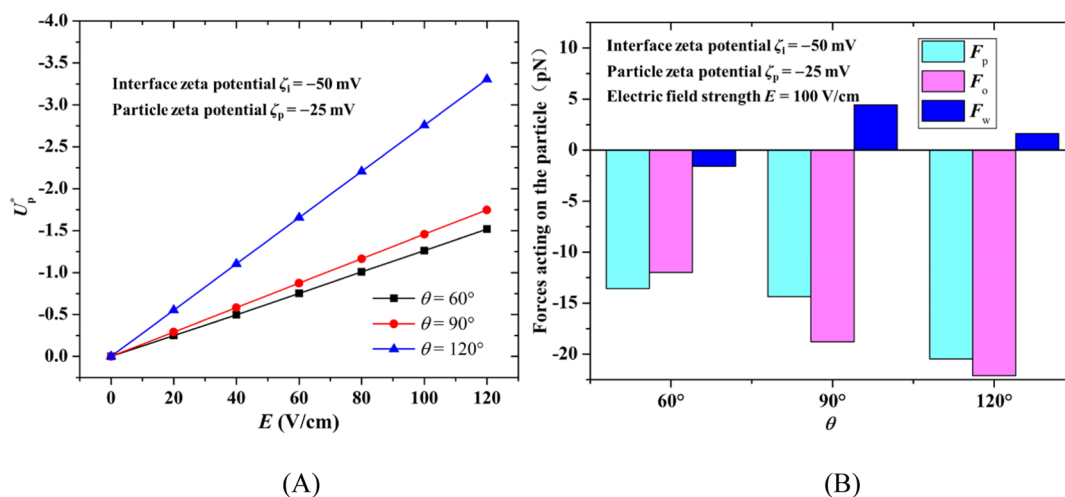 -4.0
-3.5
-3.0
-2.5
-2.0
-1.5
-1.0
-0.5
0.0
U*p
Interface zeta potential ζi = −50 mV
Particle zeta potential ζp = −25 mV
θ = 60°
θ = 90°
θ = 120°
0 20 40 60 80 100 120
E (V/cm)
(A)
10
5
0
-5
-10
-15
-20
Forces acting on the particle（pN）
Interface zeta potential ζi = −50 mV
Particle zeta potential ζp = −25 mV
Electric field strength E = 100 V/cm
Fp
Fo
Fw
60° 90° 120°
θ
(B)